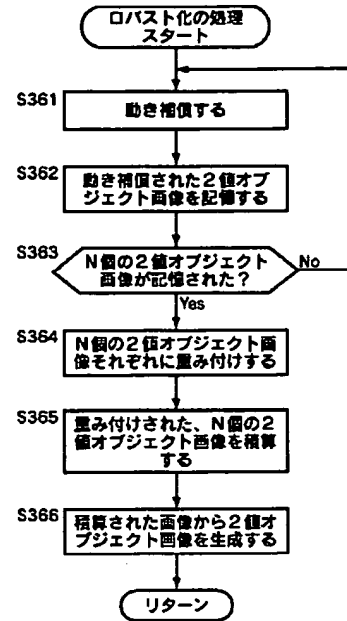 ロバスト化の処理
スタート
S361
動き補償する
S362
動き補償された2値オブ
ジェクト画像を記憶する
S363
N個の2値オブジェクト
画像が記憶された?
No
Yes
S364
N個の2値オブジェクト画
像それぞれに重み付けする
S365
重み付けされた、N個の2
値オブジェクト画像を積算
する
S366
積算された画像から2値オ
ブジェクト画像を生成する
リターン